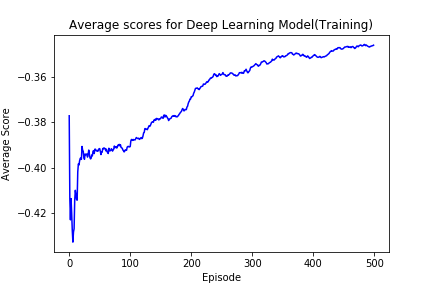 Average scores for Deep Learning Model(Training)
−0.36
−0.38
−0.40
−0.42
Average Score
0 100 200 300 400 500
Episode